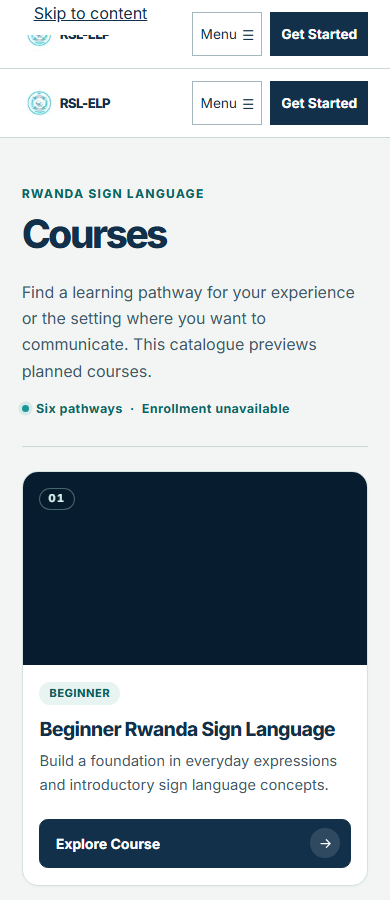 Skip to content
RSL-ELP
Menu ☰
Get Started
RSL-ELP
Menu ☰
Get Started
RWANDA SIGN LANGUAGE
Courses
Find a learning pathway for your experience
or the setting where you want to
communicate. This catalogue previews
planned courses.
Six pathways · Enrollment unavailable
01
BEGINNER
Beginner Rwanda Sign Language
Build a foundation in everyday expressions
and introductory sign language concepts.
Explore Course →